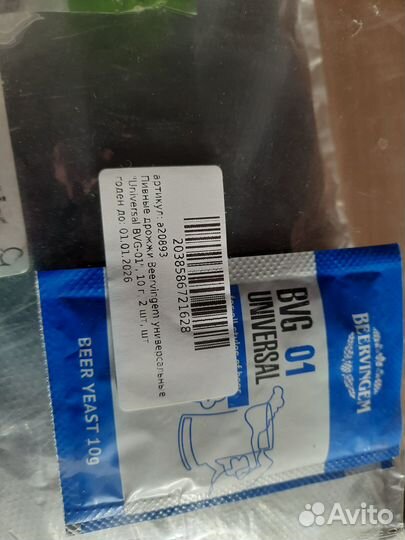 артикул: a20893
Пивные дрожжи Beervingem универсальные
"Universal BVG-01", 10 г. 2 шт, шт
годен до: 01.01.2026
2038586721628
BEERVINGEM
BVG 01
UNIVERSAL
BEER YEAST 10g
Avito